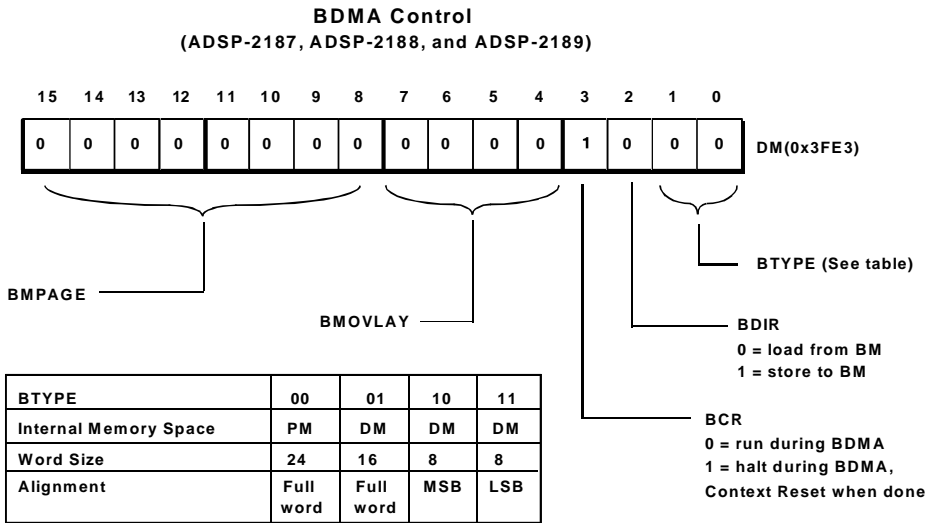 BDMA Control
(ADSP-2187, ADSP-2188, and ADSP-2189)
15 14 13 12 11 10 9 8 7 6 5 4 3 2 1 0
0 0 0 0 0 0 0 0 0 0 0 0 1 0 0 0 DM(0x3FE3)
BTYPE (See table)
BMPAGE
BMOVLAY
BDIR
0 = load from BM
1 = store to BM
BCR
0 = run during BDMA
1 = halt during BDMA,
Context Reset when done
BTYPE 00 01 10 11
Internal Memory Space PM DM DM DM
Word Size 24 16 8 8
Alignment Full Full MSB LSB
word word